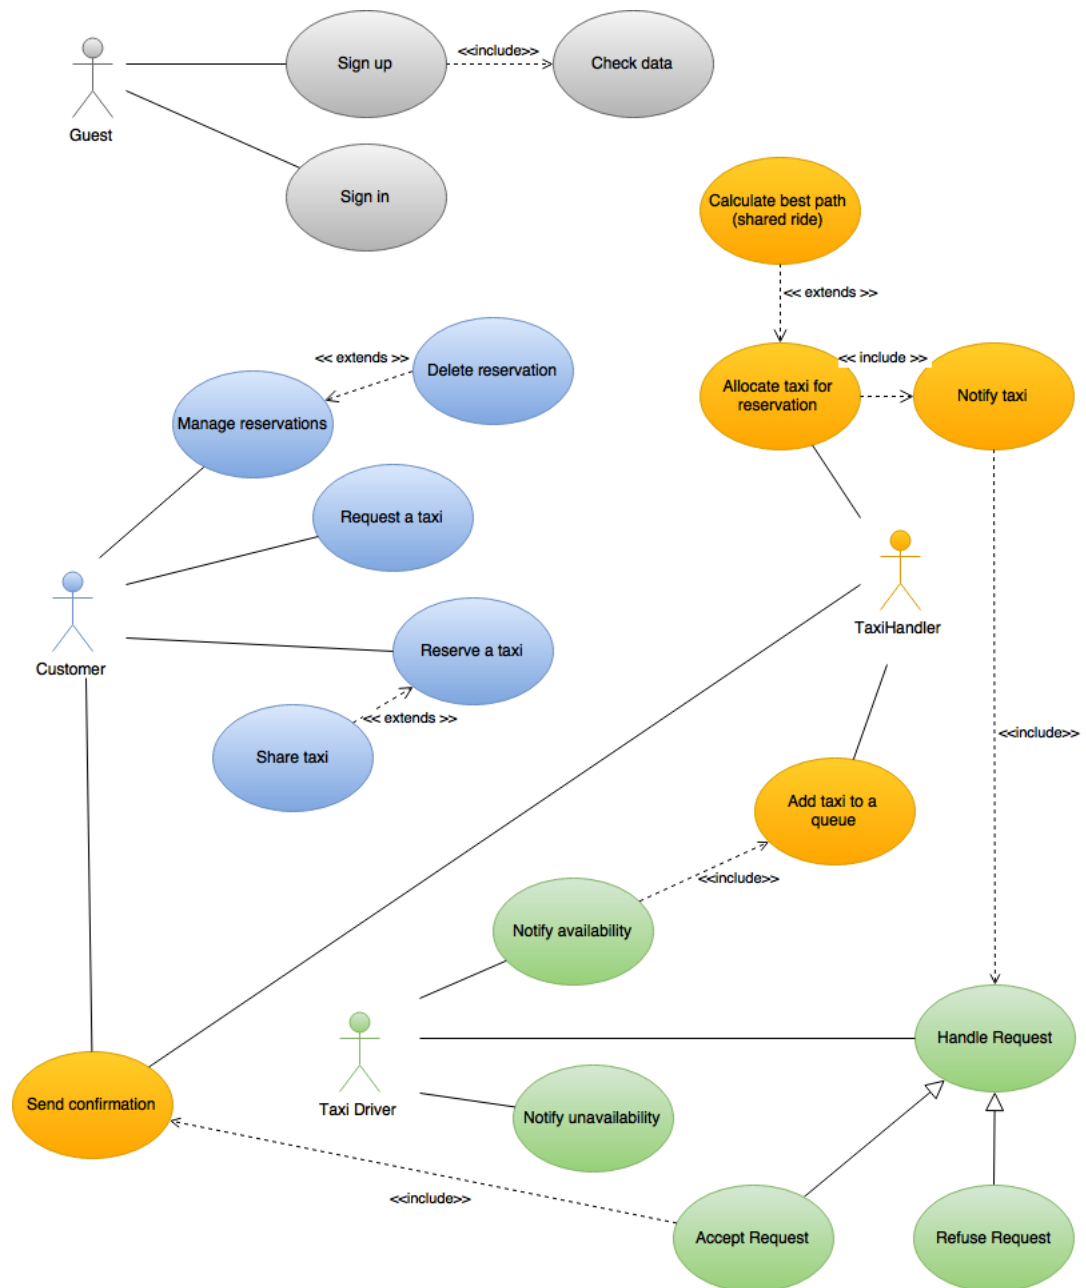 Guest
Sign up
<<include>>
Check data
Sign in
Calculate best path
(shared ride)
<< extends >>
<< extends >>
Delete reservation
Manage reservations
<< include >>
Allocate taxi for
reservation
Notify taxi
Request a taxi
Customer
TaxiHandler
Reserve a taxi
<< extends >>
Share taxi
<<include>>
Add taxi to a
queue
<<include>>
Notify availability
Handle Request
Send confirmation
Taxi Driver
Notify unavailability
<<include>>
Accept Request
Refuse Request